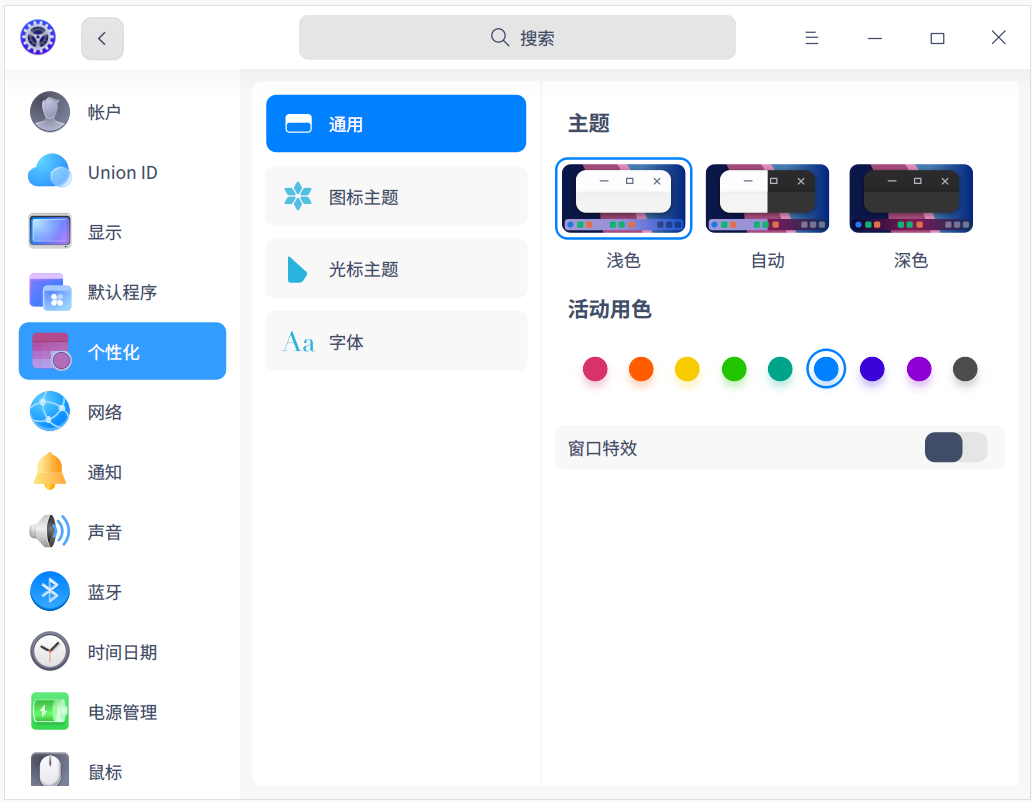 搜索
帐户
Union ID
显示
默认程序
个性化
网络
通知
声音
蓝牙
时间日期
电源管理
鼠标
通用
图标主题
光标主题
Aa 字体
主题
浅色 自动 深色
活动用色
窗口特效